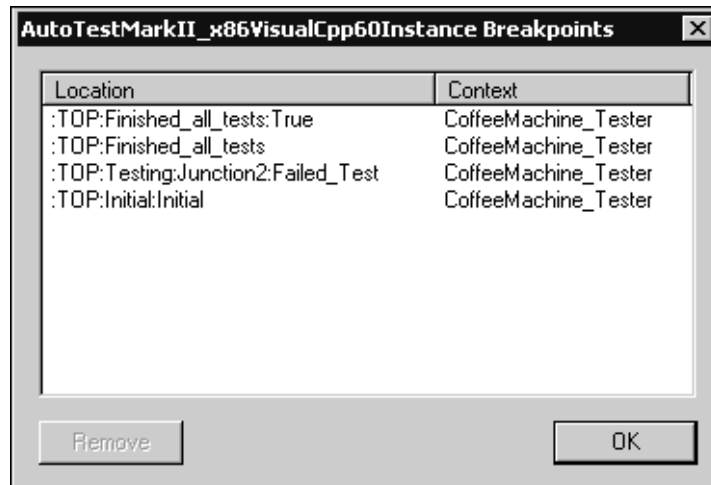 AutoTestMarkII_x86VisualCpp60Instance Breakpoints
Location Context
:TOP:Finished_all_tests:True CoffeeMachine_Tester
:TOP:Finished_all_tests CoffeeMachine_Tester
:TOP:Testing:Junction2:Failed_Test CoffeeMachine_Tester
:TOP:Initial:Initial CoffeeMachine_Tester
Remove OK